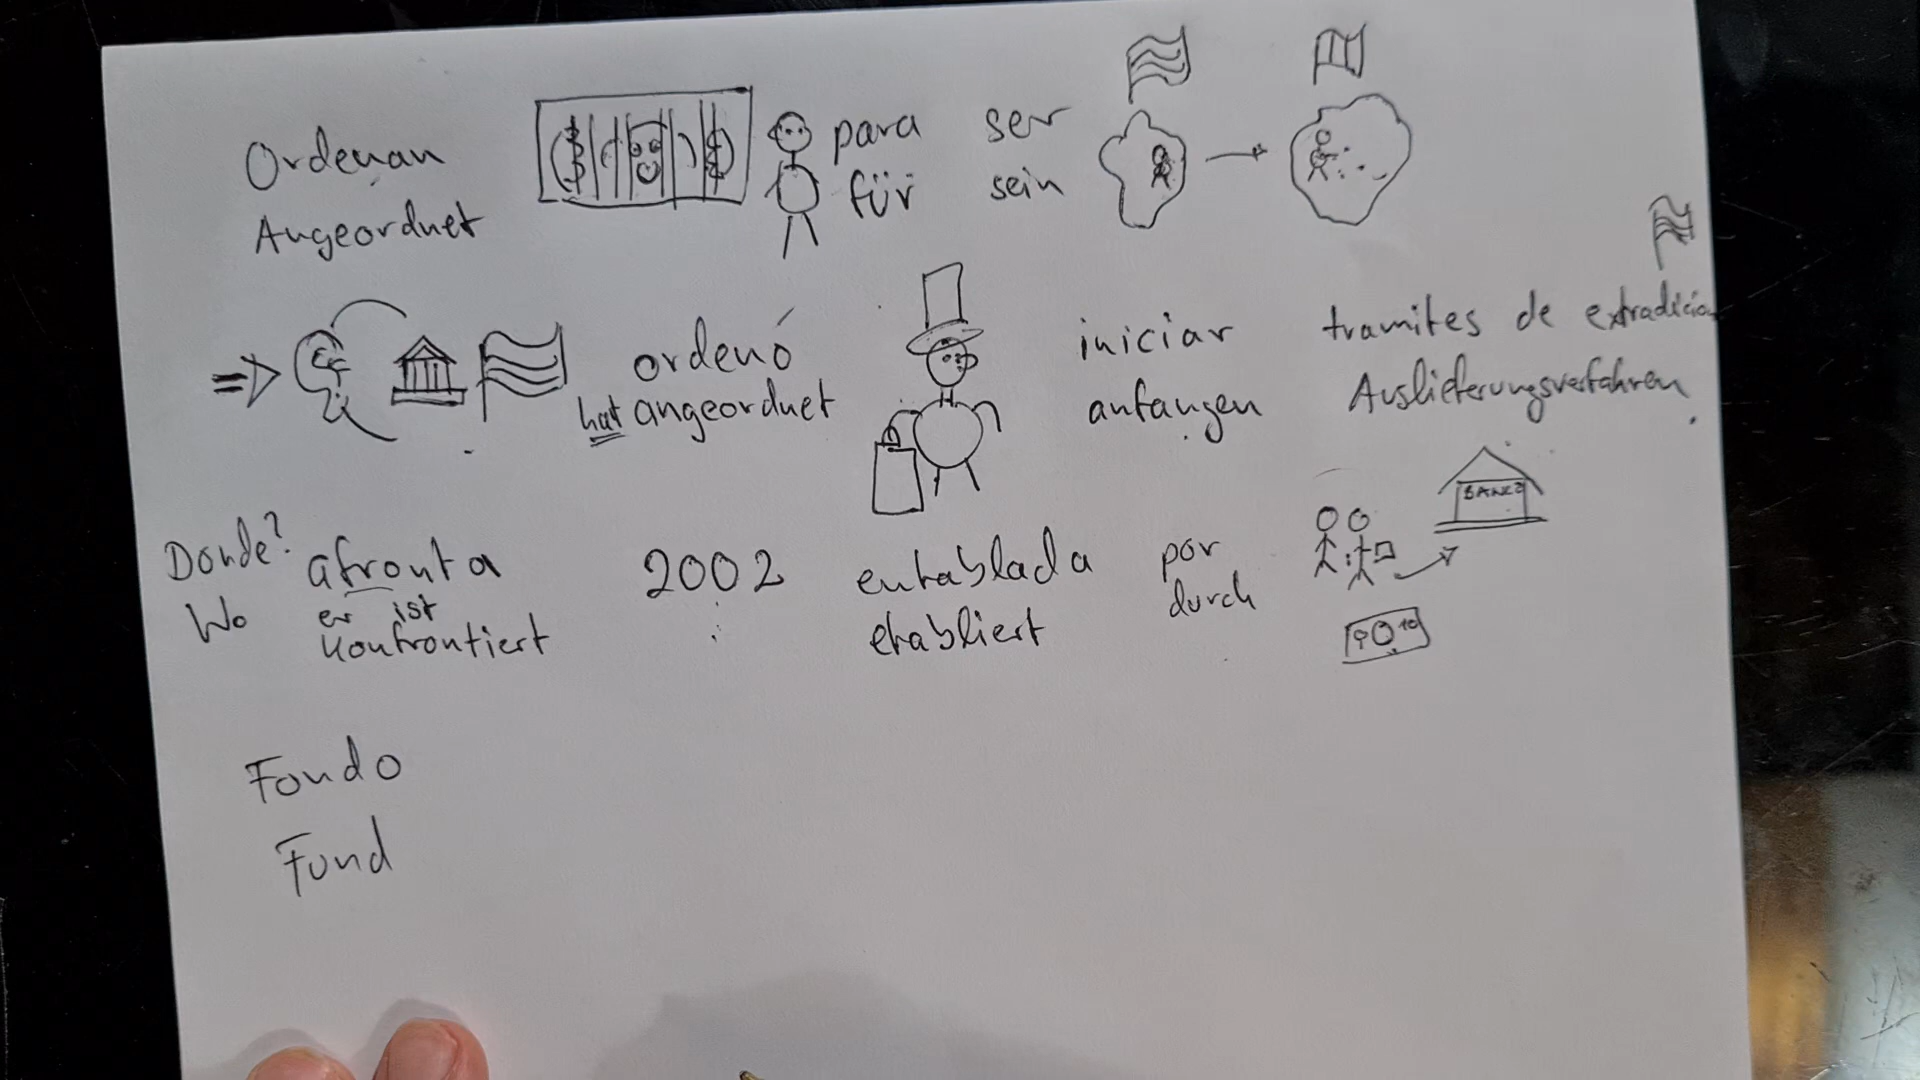 Ordenan para ser
Angeordnet für sein
ordenó iniciar tramites de extradición
hat angeordnet anfangen Auslieferungsverfahren
Donde? afronta 2002 entablada por BANCO
Wo er ist konfrontiert etabliert durch
Fondo
Fund